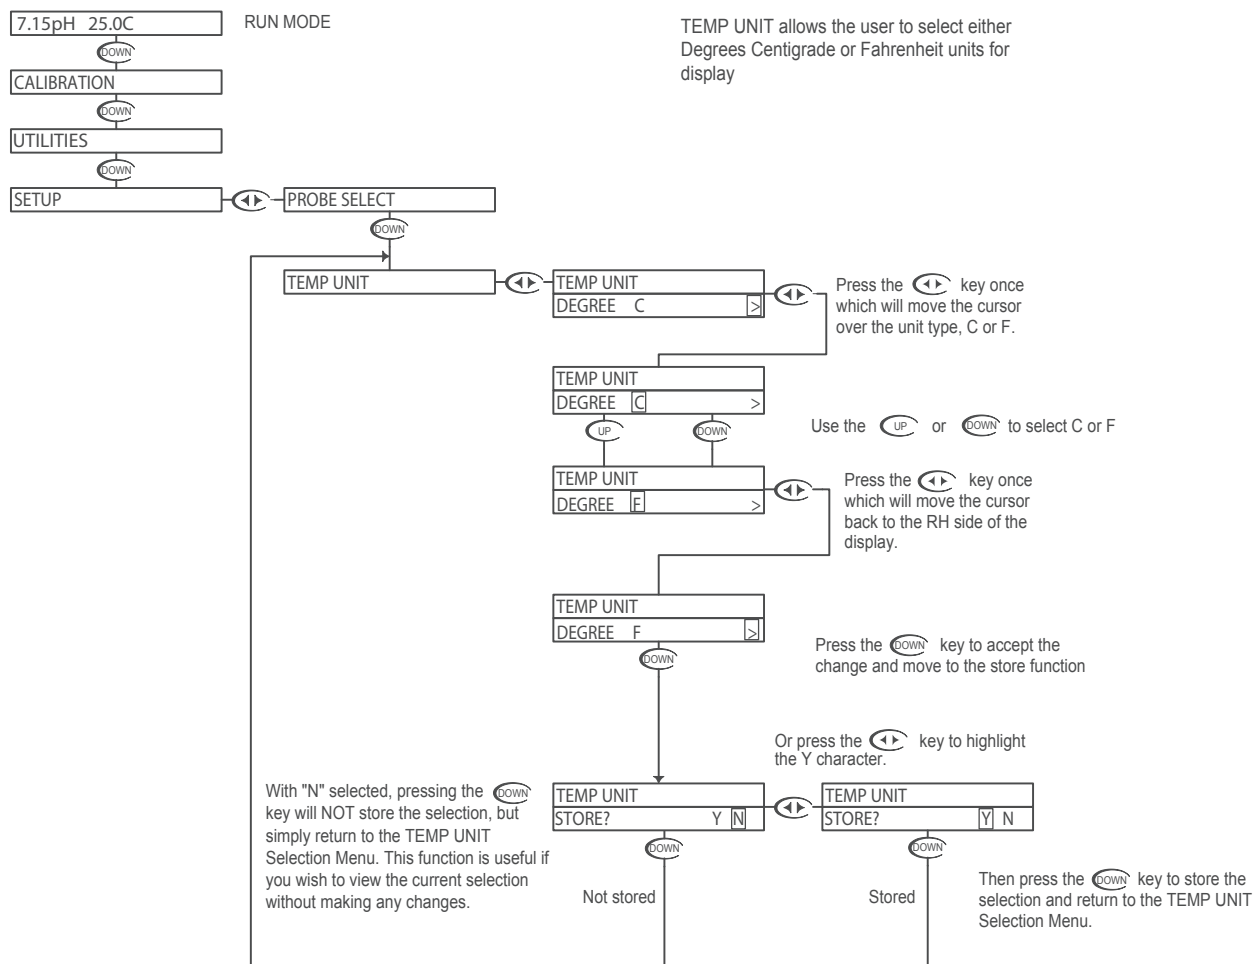 7.15pH 25.0C
RUN MODE
TEMP UNIT allows the user to select either
Degrees Centigrade or Fahrenheit units for
display
DOWN
CALIBRATION
DOWN
UTILITIES
DOWN
SETUP
PROBE SELECT
DOWN
TEMP UNIT
TEMP UNIT
DEGREE C >
Press the key once
which will move the cursor
over the unit type, C or F.
TEMP UNIT
DEGREE C >
UP
DOWN
Use the UP or DOWN to select C or F
TEMP UNIT
DEGREE F >
Press the key once
which will move the cursor
back to the RH side of the
display.
TEMP UNIT
DEGREE F >
DOWN
Press the DOWN key to accept the
change and move to the store function
Or press the key to highlight
the Y character.
With "N" selected, pressing the DOWN
key will NOT store the selection, but
simply return to the TEMP UNIT
Selection Menu. This function is useful if
you wish to view the current selection
without making any changes.
TEMP UNIT
STORE? Y N
TEMP UNIT
STORE? Y N
DOWN
DOWN
Not stored
Stored
Then press the DOWN key to store the
selection and return to the TEMP UNIT
Selection Menu.